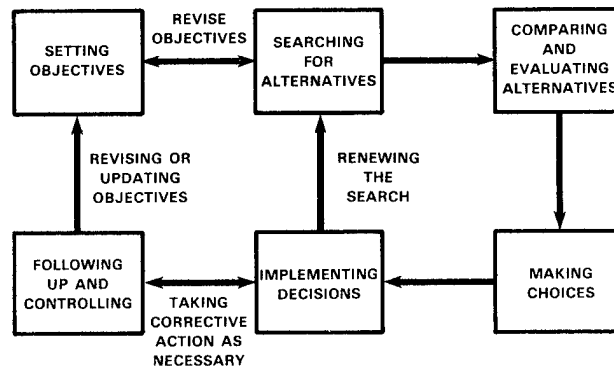 SETTING
OBJECTIVES
REVISE
OBJECTIVES
SEARCHING
FOR
ALTERNATIVES
COMPARING
AND
EVALUATING
ALTERNATIVES
REVISING OR
UPDATING
OBJECTIVES
RENEWING
THE
SEARCH
FOLLOWING
UP AND
CONTROLLING
TAKING
CORRECTIVE
ACTION AS
NECESSARY
IMPLEMENTING
DECISIONS
MAKING
CHOICES